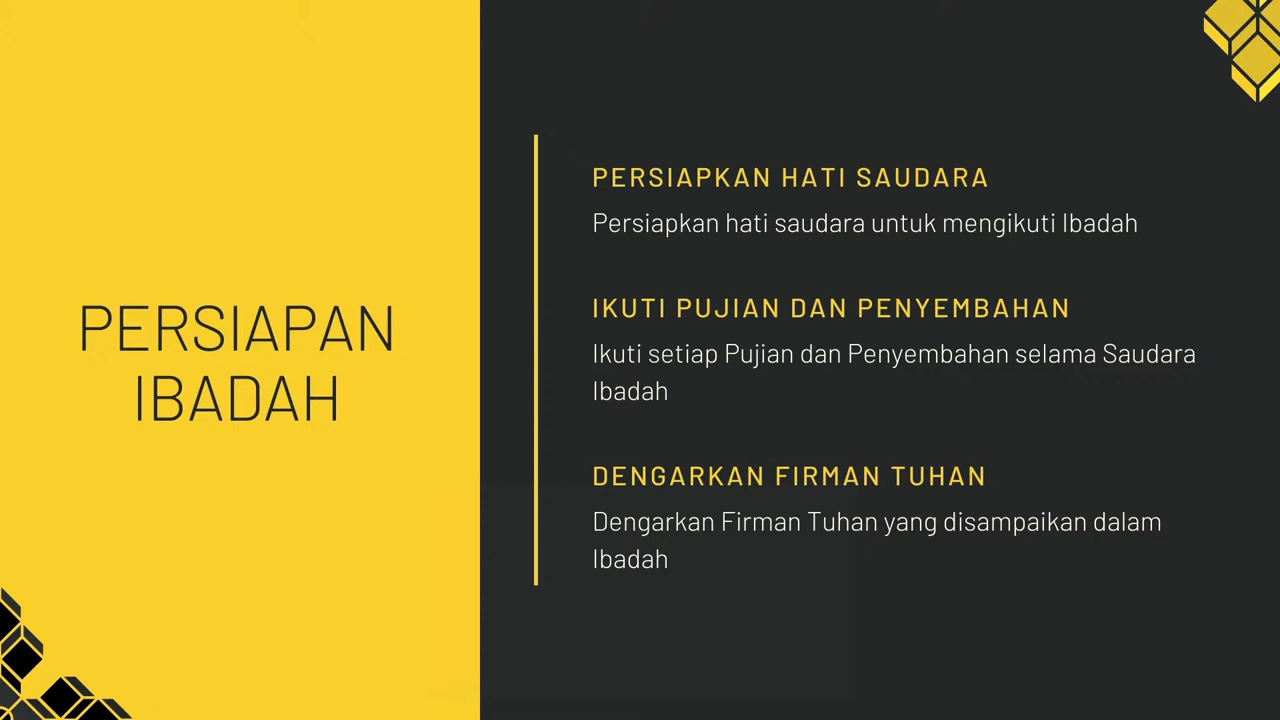 PERSIAPAN
IBADAH
PERSIAPKAN HATI SAUDARA
Persiapkan hati saudara untuk mengikuti Ibadah
IKUTI PUJIAN DAN PENYEMBAHAN
Ikuti setiap Pujian dan Penyembahan selama Saudara
Ibadah
DENGARKAN FIRMAN TUHAN
Dengarkan Firman Tuhan yang disampaikan dalam
Ibadah